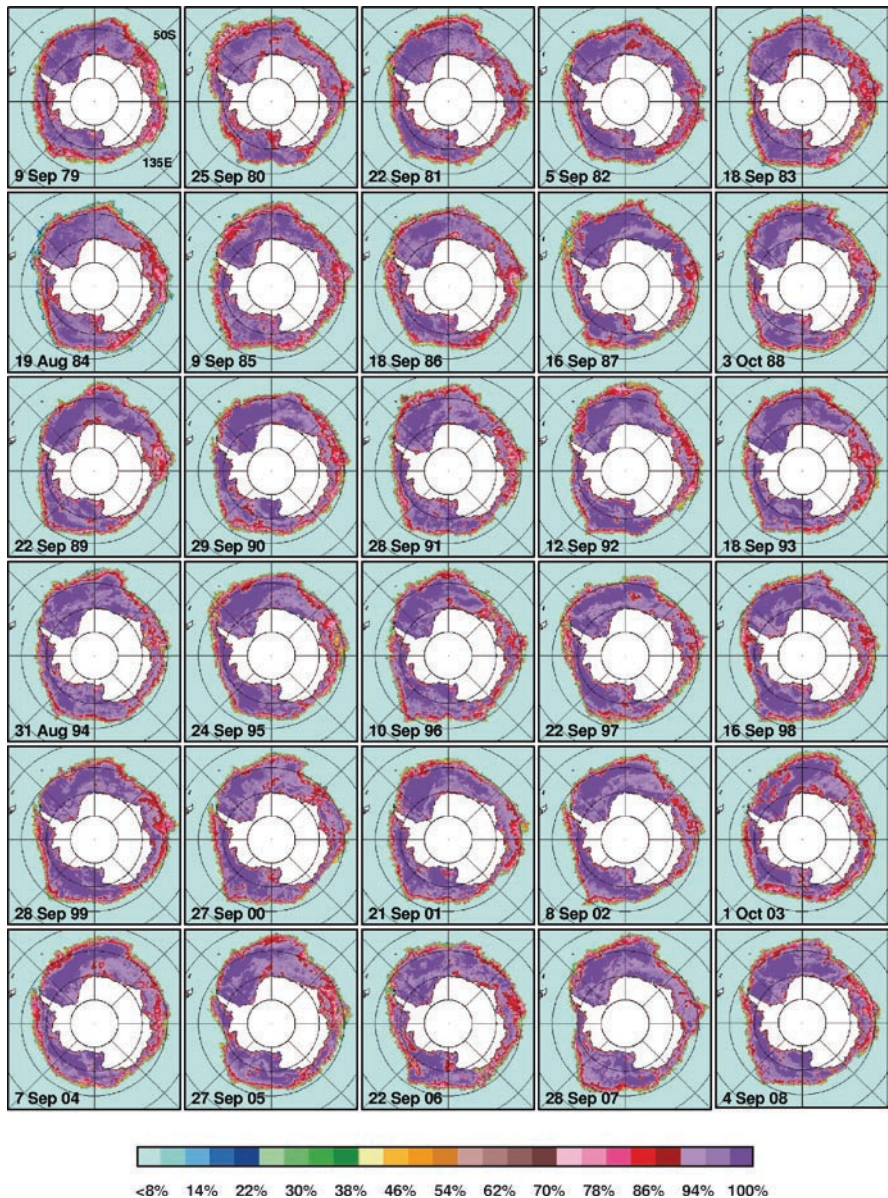 50S
135E
9 Sep 79
25 Sep 80
22 Sep 81
5 Sep 82
18 Sep 83
19 Aug 84
9 Sep 85
18 Sep 86
16 Sep 87
3 Oct 88
22 Sep 89
29 Sep 90
28 Sep 91
12 Sep 92
18 Sep 93
31 Aug 94
24 Sep 95
10 Sep 96
22 Sep 97
16 Sep 98
28 Sep 99
27 Sep 00
21 Sep 01
8 Sep 02
1 Oct 03
7 Sep 04
27 Sep 05
22 Sep 06
28 Sep 07
4 Sep 08
<8% 14% 22% 30% 38% 46% 54% 62% 70% 78% 86% 94% 100%